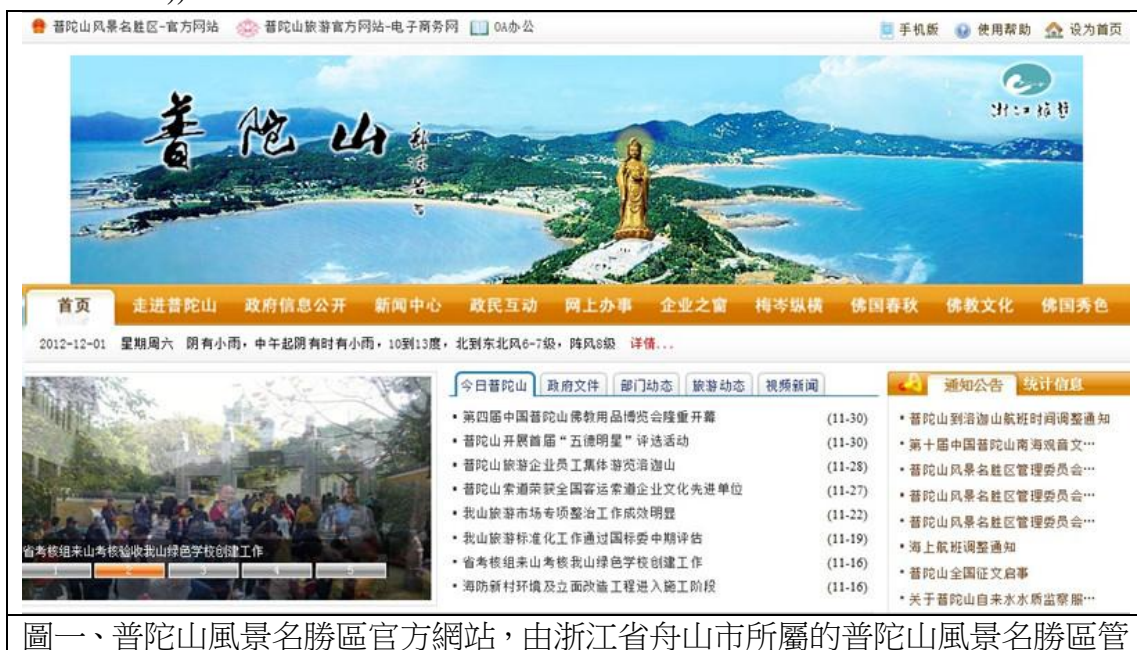 普陀山风景名胜区-官方网站 普陀山旅游官方网站-电子商务网 OA办公 手机版 使用帮助 设为首页
普陀山
浙江旅游
首页 走进普陀山 政府信息公开 新闻中心 政民互动 网上办事 企业之窗 梅岑纵横 佛国春秋 佛教文化 佛国秀色
2012-12-01 星期周六 阴有小雨，中午起阴有时有小雨，10到13度，北到东北风6-7级，阵风8级 详情...
今日普陀山 政府文件 部门动态 旅游动态 视频新闻
• 第四届中国普陀山佛教用品博览会隆重开幕 (11-30)
• 普陀山开展首届“五德明星”评选活动 (11-30)
• 普陀山旅游企业员工集体游览洛迦山 (11-28)
• 普陀山索道荣获全国客运索道企业文化先进单位 (11-27)
• 我山旅游市场专项整治工作成效明显 (11-22)
• 我山旅游标准化工作通过国标委中期评估 (11-19)
• 省考核组来山考核我山绿色学校创建工作 (11-16)
• 海防新村环境及立面改造工程进入施工阶段 (11-16)
通知公告 统计信息
• 普陀山到洛迦山航班时间调整通知
• 第十届中国普陀山南海观音文…
• 普陀山风景名胜区管理委员会…
• 普陀山风景名胜区管理委员会…
• 普陀山风景名胜区管理委员会…
• 海上航班调整通知
• 普陀山全国征文启事
• 关于普陀山自来水水质监察服…
省考核组来山考核验收我山绿色学校创建工作
1 2 3 4 5
圖一、普陀山風景名勝區官方網站，由浙江省舟山市所屬的普陀山風景名勝區管